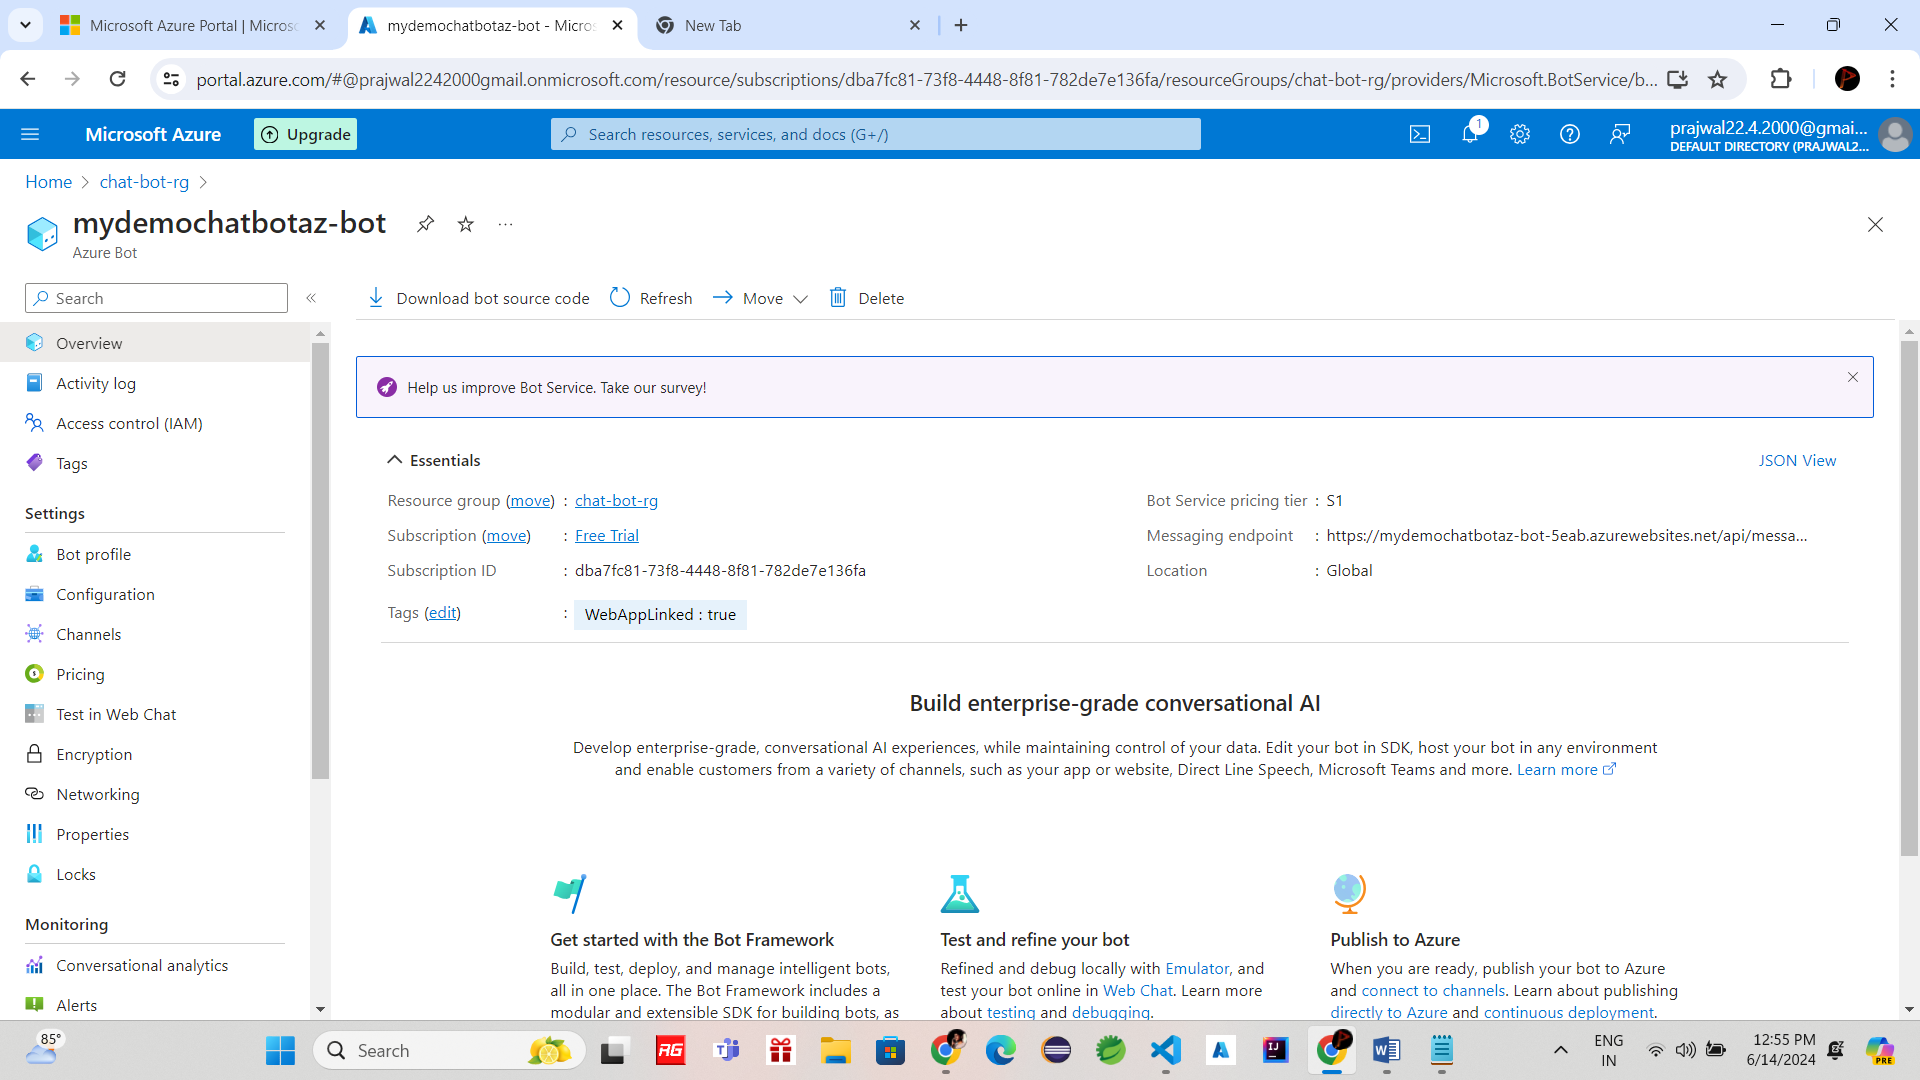 Microsoft Azure Portal | Microso
mydemochatbotaz-bot - Micros
New Tab
portal.azure.com/#@prajwal2242000gmail.onmicrosoft.com/resource/subscriptions/dba7fc81-73f8-4448-8f81-782de7e136fa/resourceGroups/chat-bot-rg/providers/Microsoft.BotService/b...
Microsoft Azure
Upgrade
Search resources, services, and docs (G+/)
1
prajwal22.4.2000@gmai...
DEFAULT DIRECTORY (PRAJWAL2...
Home > chat-bot-rg >
mydemochatbotaz-bot
Azure Bot
Search
Download bot source code
Refresh
Move
Delete
Overview
Activity log
Access control (IAM)
Tags
Settings
Bot profile
Configuration
Channels
Pricing
Test in Web Chat
Encryption
Networking
Properties
Locks
Monitoring
Conversational analytics
Alerts
Help us improve Bot Service. Take our survey!
Essentials
JSON View
Resource group (move) : chat-bot-rg
Subscription (move) : Free Trial
Subscription ID : dba7fc81-73f8-4448-8f81-782de7e136fa
Tags (edit) : WebAppLinked : true
Bot Service pricing tier : S1
Messaging endpoint : https://mydemochatbotaz-bot-5eab.azurewebsites.net/api/messa...
Location : Global
Build enterprise-grade conversational AI
Develop enterprise-grade, conversational AI experiences, while maintaining control of your data. Edit your bot in SDK, host your bot in any environment
and enable customers from a variety of channels, such as your app or website, Direct Line Speech, Microsoft Teams and more. Learn more
Get started with the Bot Framework
Build, test, deploy, and manage intelligent bots,
all in one place. The Bot Framework includes a
modular and extensible SDK for building bots, as
Test and refine your bot
Refined and debug locally with Emulator, and
test your bot online in Web Chat. Learn more
about testing and debugging.
Publish to Azure
When you are ready, publish your bot to Azure
and connect to channels. Learn about publishing
directly to Azure and continuous deployment.
85°
Search
RG
ENG
IN
12:55 PM
6/14/2024
PRE